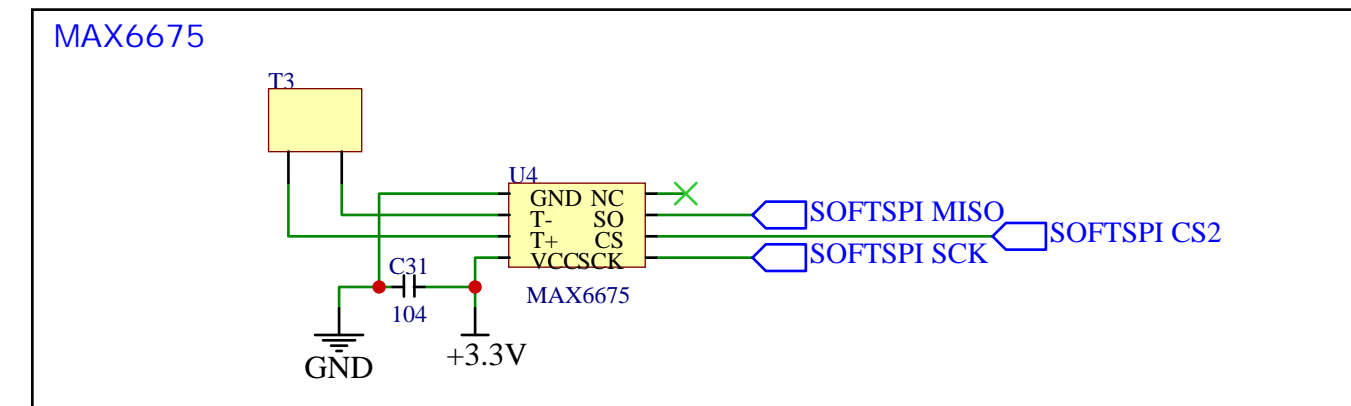 MAX6675
T3
U4
GND NC
T- SO
T+ CS
VCCSCK
MAX6675
SOFTSPI MISO
SOFTSPI CS2
SOFTSPI SCK
C31
104
GND
+3.3V